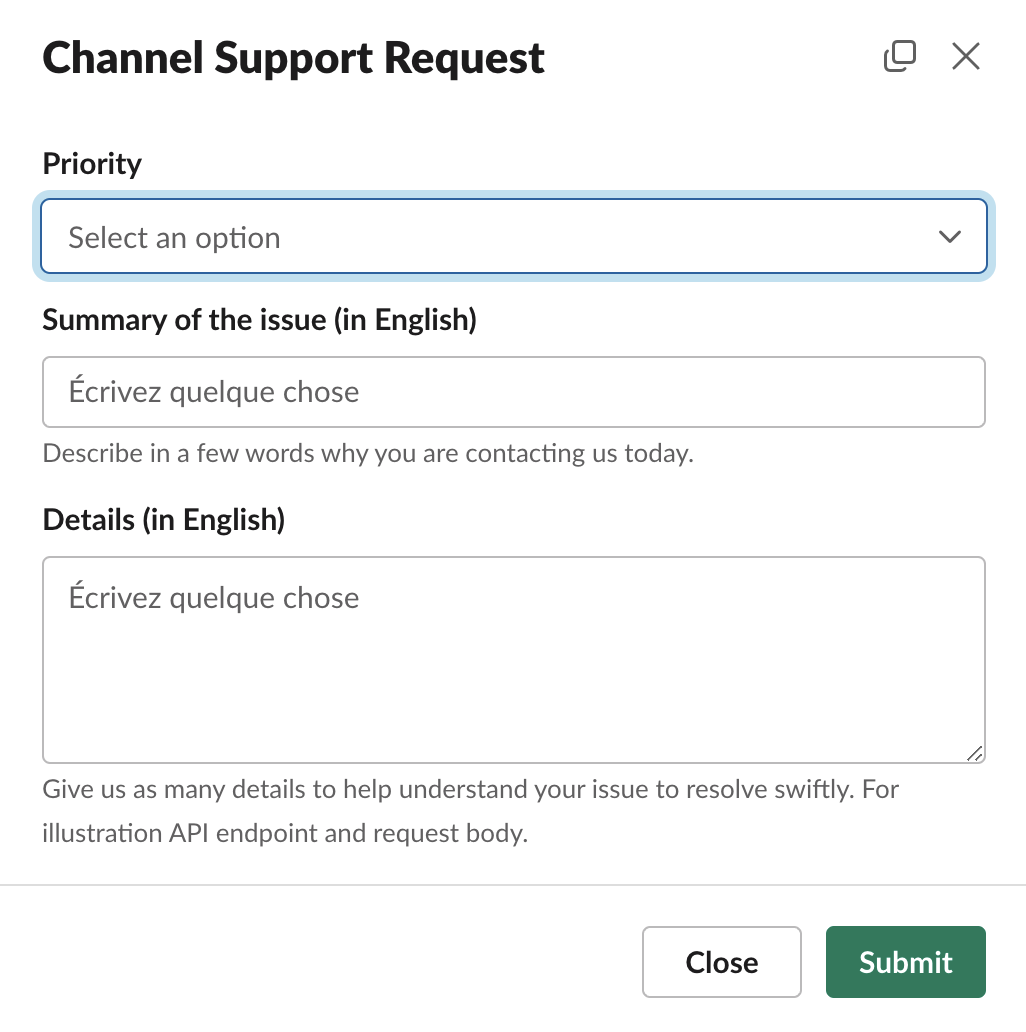 Channel Support Request
Priority
Select an option
Summary of the issue (in English)
Écrivez quelque chose
Describe in a few words why you are contacting us today.
Details (in English)
Écrivez quelque chose
Give us as many details to help understand your issue to resolve swiftly. For
illustration API endpoint and request body.
Close
Submit